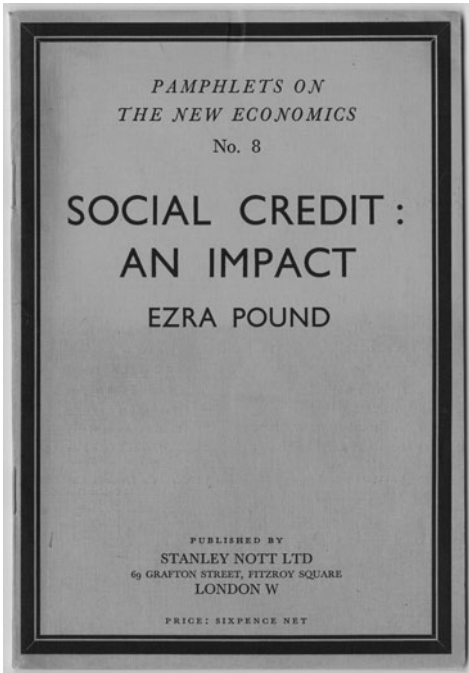 PAMPHLETS ON
THE NEW ECONOMICS
No. 8
SOCIAL CREDIT:
AN IMPACT
EZRA POUND
PUBLISHED BY
STANLEY NOTT LTD
69 GRAFTON STREET, FITZROY SQUARE
LONDON W
PRICE: SIXPENCE NET